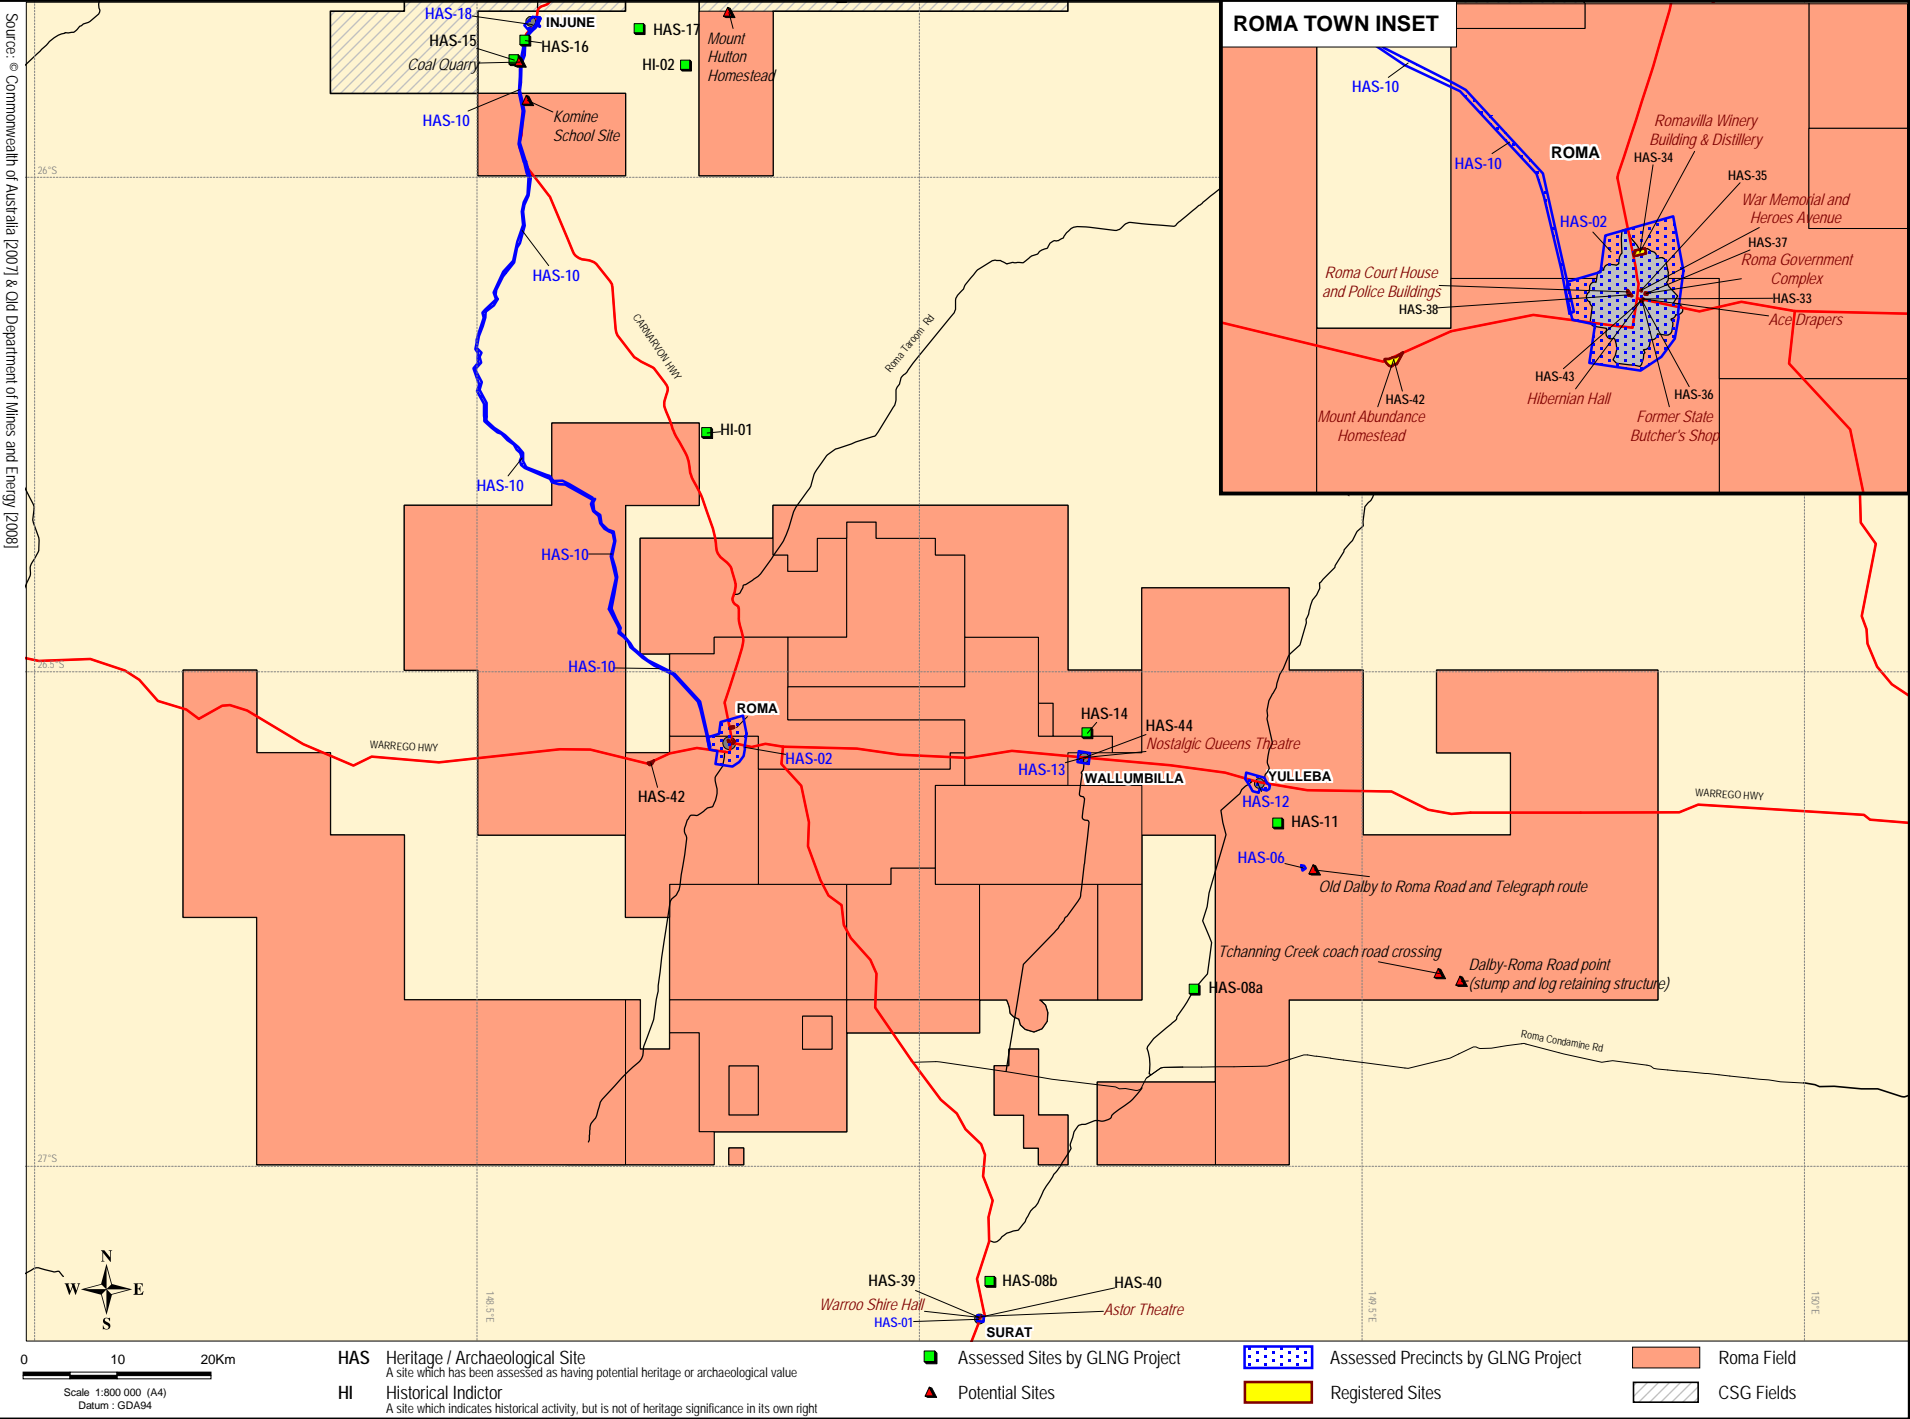 Source: © Commonwealth of Australia [2007] & Old Department of Mines and Energy [2008]
HAS-18
INJUNE
HAS-17
HAS-15
HAS-16
Coal Quarry
HI-02
Mount
Hutton
Homestead
HAS-10
Komine
School Site
26°S
HAS-10
CARNARVON HWY
Roma Taroom Rd
HI-01
HAS-10
HAS-10
HAS-10
26.5°S
ROMA
WARREGO HWY
HAS-02
HAS-42
HAS-14
HAS-44
Nostalgic Queens Theatre
HAS-13
WALLUMBILLA
YULLEBA
HAS-12
WARREGO HWY
HAS-11
HAS-06
Old Dalby to Roma Road and Telegraph route
Tchanning Creek coach road crossing
Dalby-Roma Road point
(stump and log retaining structure)
HAS-08a
Roma Condamine Rd
27°S
HAS-08b
HAS-39
HAS-40
Warroo Shire Hall
Astor Theatre
HAS-01
SURAT
148.5°E
149.5°E
150°E
N
W
E
S
ROMA TOWN INSET
HAS-10
HAS-10
ROMA
Romavilla Winery
Building & Distillery
HAS-34
HAS-35
War Memorial and
Heroes Avenue
HAS-02
HAS-37
Roma Government
Complex
Roma Court House
and Police Buildings
HAS-38
HAS-33
Ace Drapers
HAS-43
Hibernian Hall
HAS-36
Former State
Butcher's Shop
HAS-42
Mount Abundance
Homestead
0 10 20Km
Scale 1:800 000 (A4)
Datum : GDA94
HAS Heritage / Archaeological Site
A site which has been assessed as having potential heritage or archaeological value
HI Historical Indictor
A site which indicates historical activity, but is not of heritage significance in its own right
Assessed Sites by GLNG Project
Potential Sites
Assessed Precincts by GLNG Project
Registered Sites
Roma Field
CSG Fields